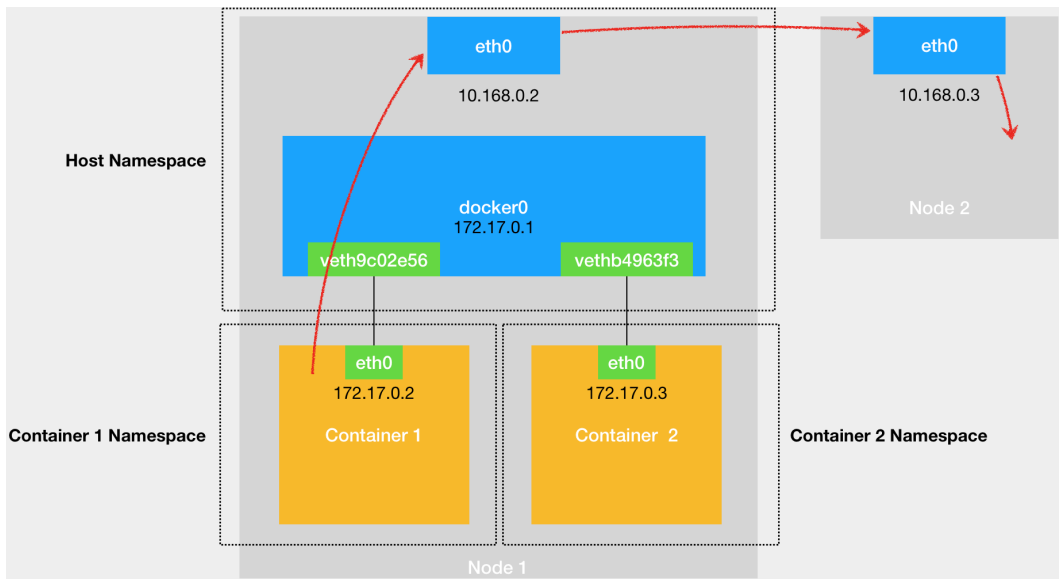 eth0
eth0
10.168.0.2
10.168.0.3
Host Namespace
docker0
172.17.0.1
Node 2
veth9c02e56
vethb4963f3
eth0
eth0
172.17.0.2
172.17.0.3
Container 1 Namespace
Container 1
Container 2
Container 2 Namespace
Node 1